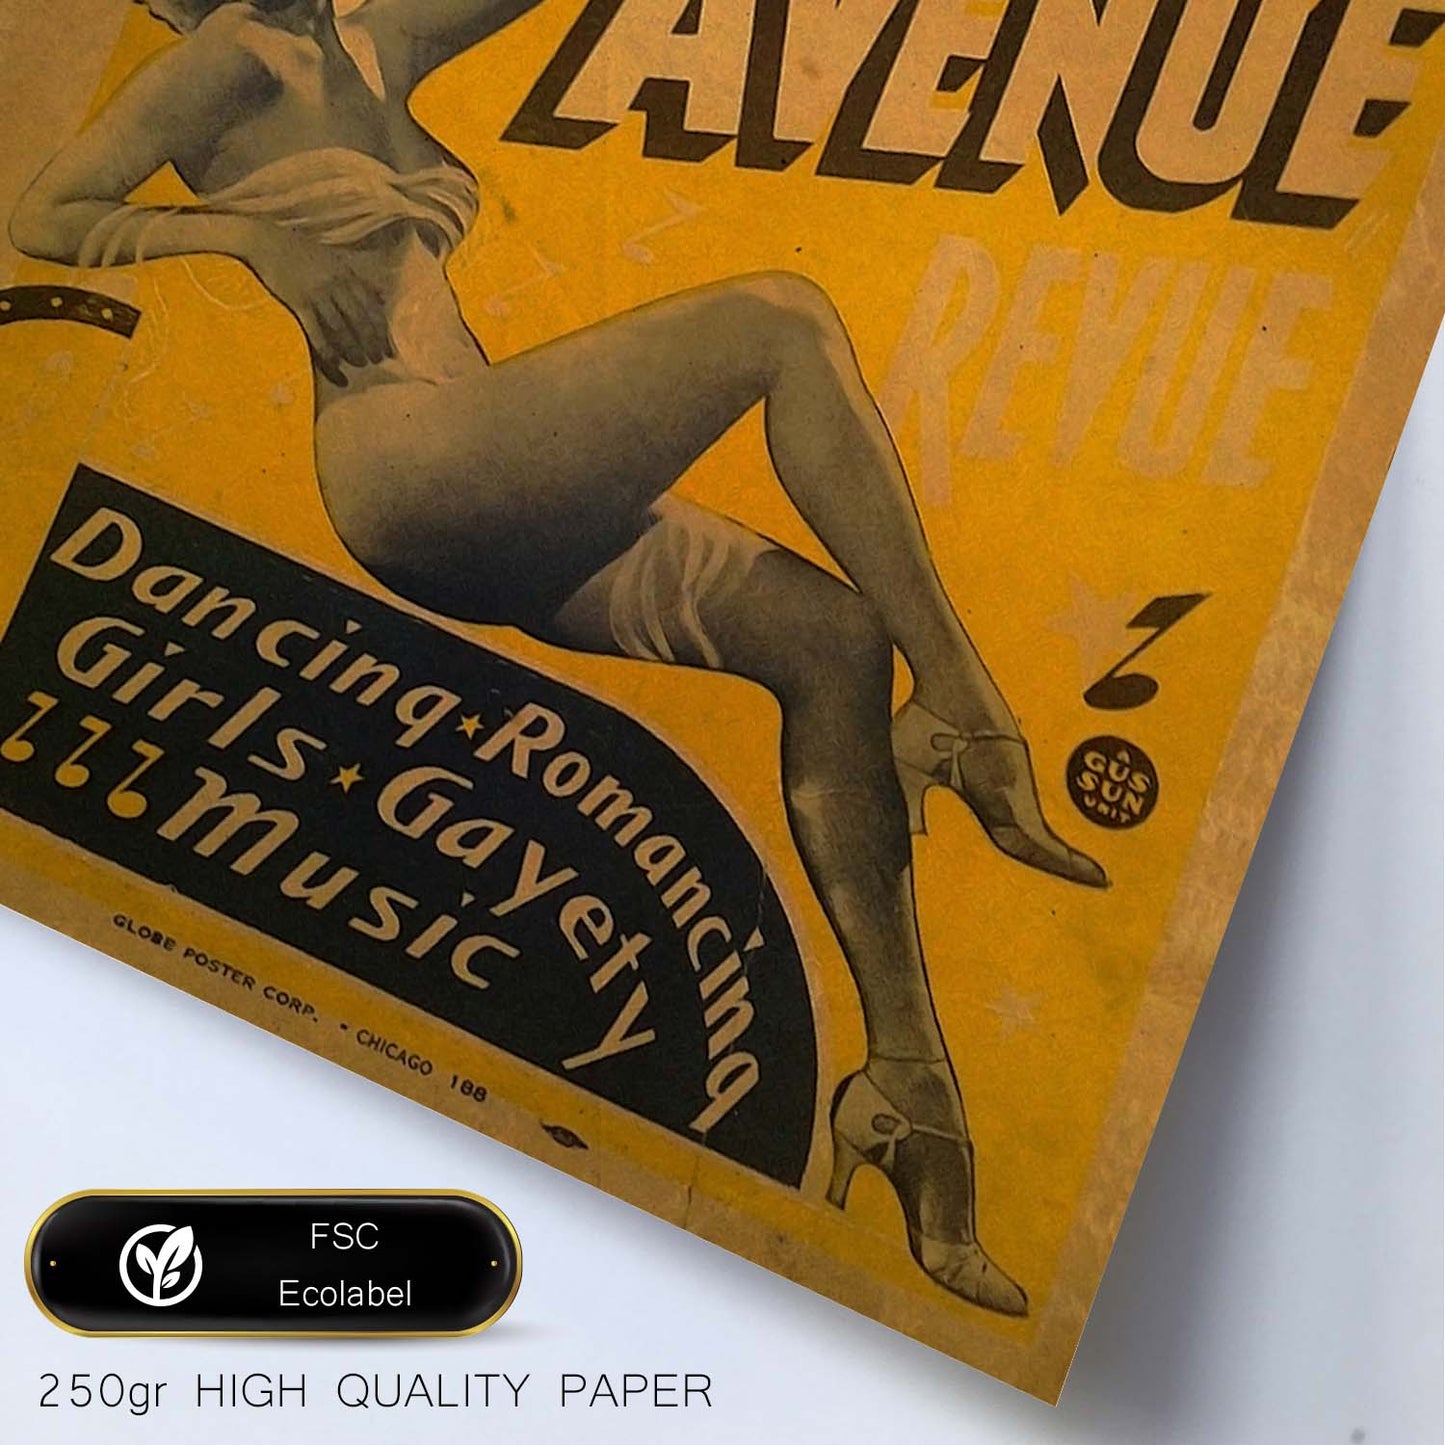 AVENUE
REVUE
Dancing ★ Romancing
Girls ★ Gayety
Music
A
GUS
SUN
UNIT
GLOBE POSTER CORP. • CHICAGO 188
FSC
Ecolabel
250gr HIGH QUALITY PAPER